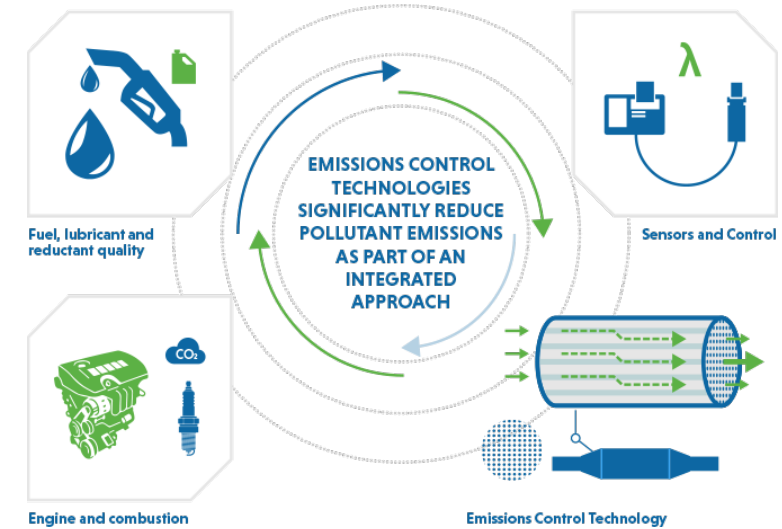 EMISSIONS CONTROL
TECHNOLOGIES
SIGNIFICANTLY REDUCE
POLLUTANT EMISSIONS
AS PART OF AN
INTEGRATED
APPROACH
λ
Fuel, lubricant and
reductant quality
Sensors and Control
CO₂
Engine and combustion
Emissions Control Technology